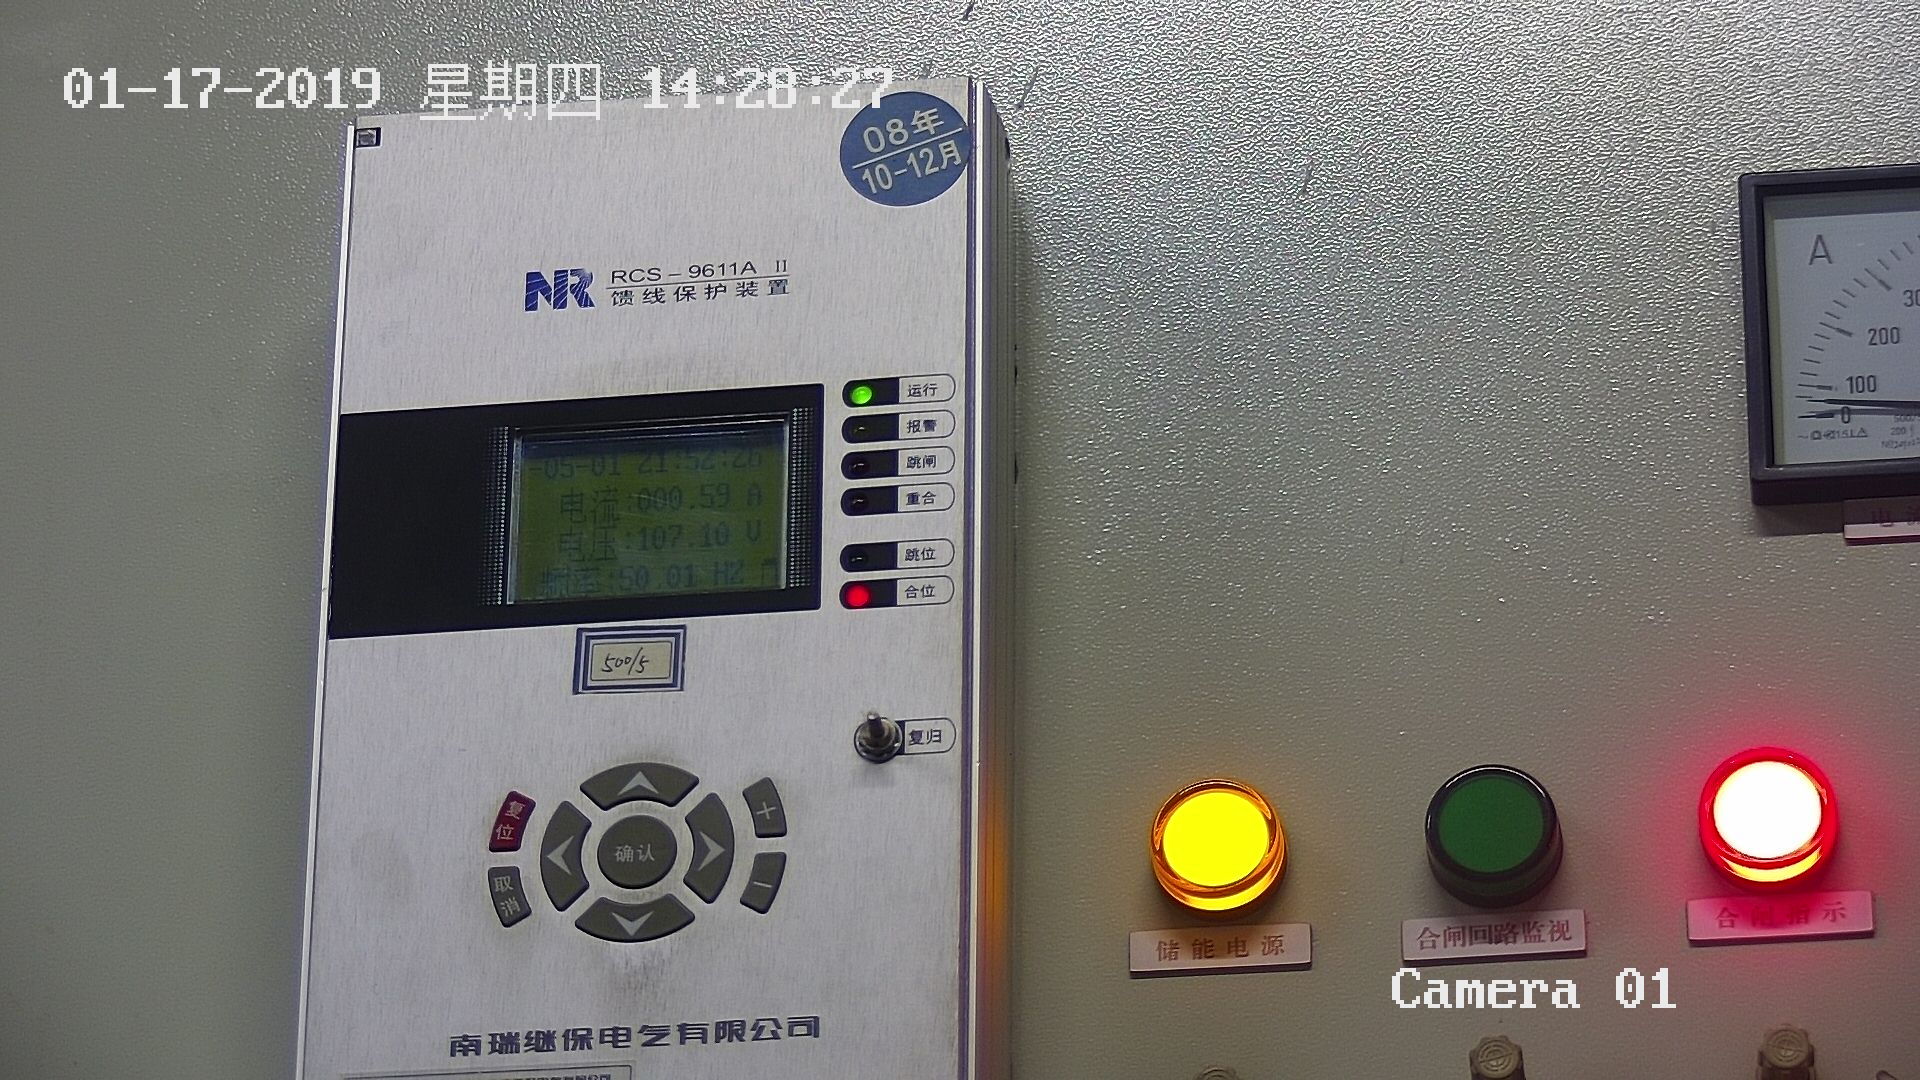 01-17-2019 星期四 14:28:27
08年
10-12月
NR
RCS-9611A II
馈线保护装置
运行
报警
跳闸
重合
跳位
合位
-05-01 21:52:26
电流:000.59 A
电压:107.10 V
频率:50.01 HZ
500/5
复归
复位
取消
确认
+
-
A
200
100
0
储能电源
合闸回路监视
合闸指示
Camera 01
南瑞继保电气有限公司